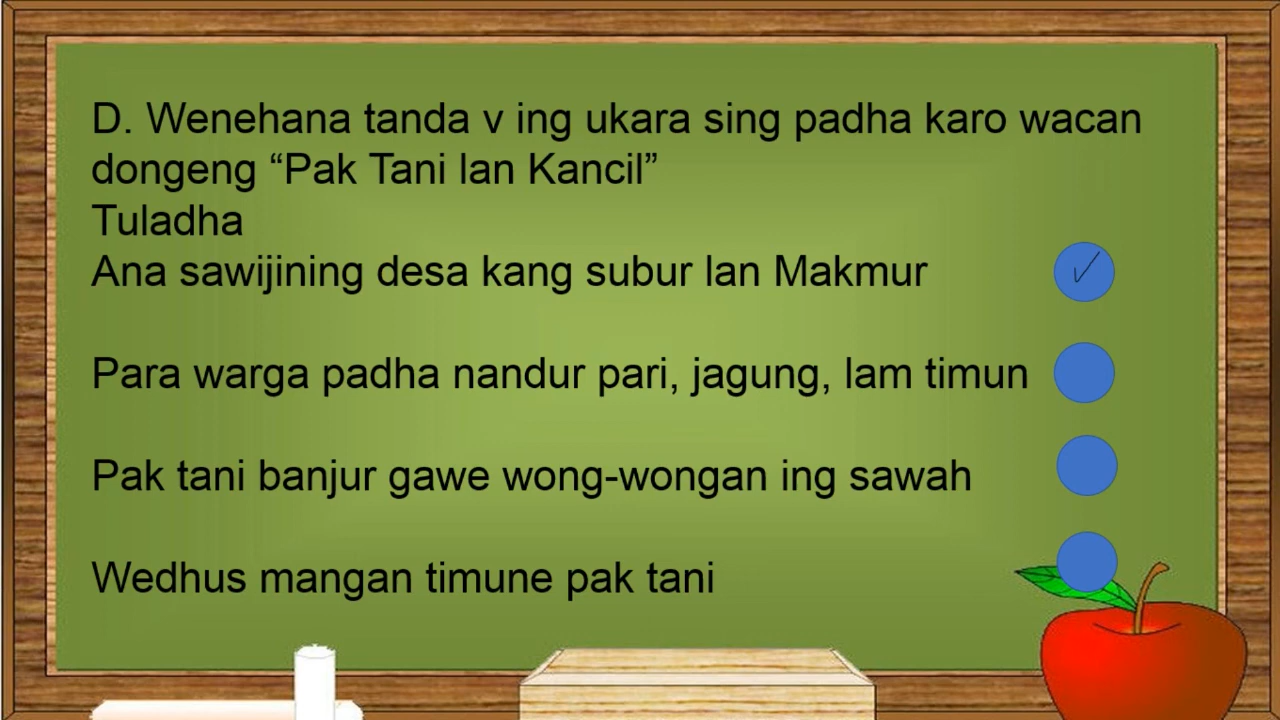 D. Wenehana tanda v ing ukara sing padha karo wacan
dongeng “Pak Tani lan Kancil”
Tuladha
Ana sawijining desa kang subur lan Makmur
Para warga padha nandur pari, jagung, lam timun
Pak tani banjur gawe wong-wongan ing sawah
Wedhus mangan timune pak tani